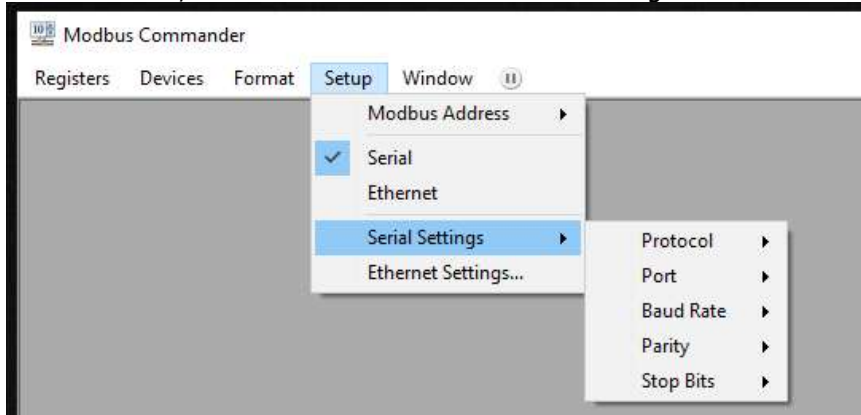 Modbus Commander
Registers Devices Format Setup Window
Modbus Address
Serial
Ethernet
Serial Settings
Ethernet Settings...
Protocol
Port
Baud Rate
Parity
Stop Bits